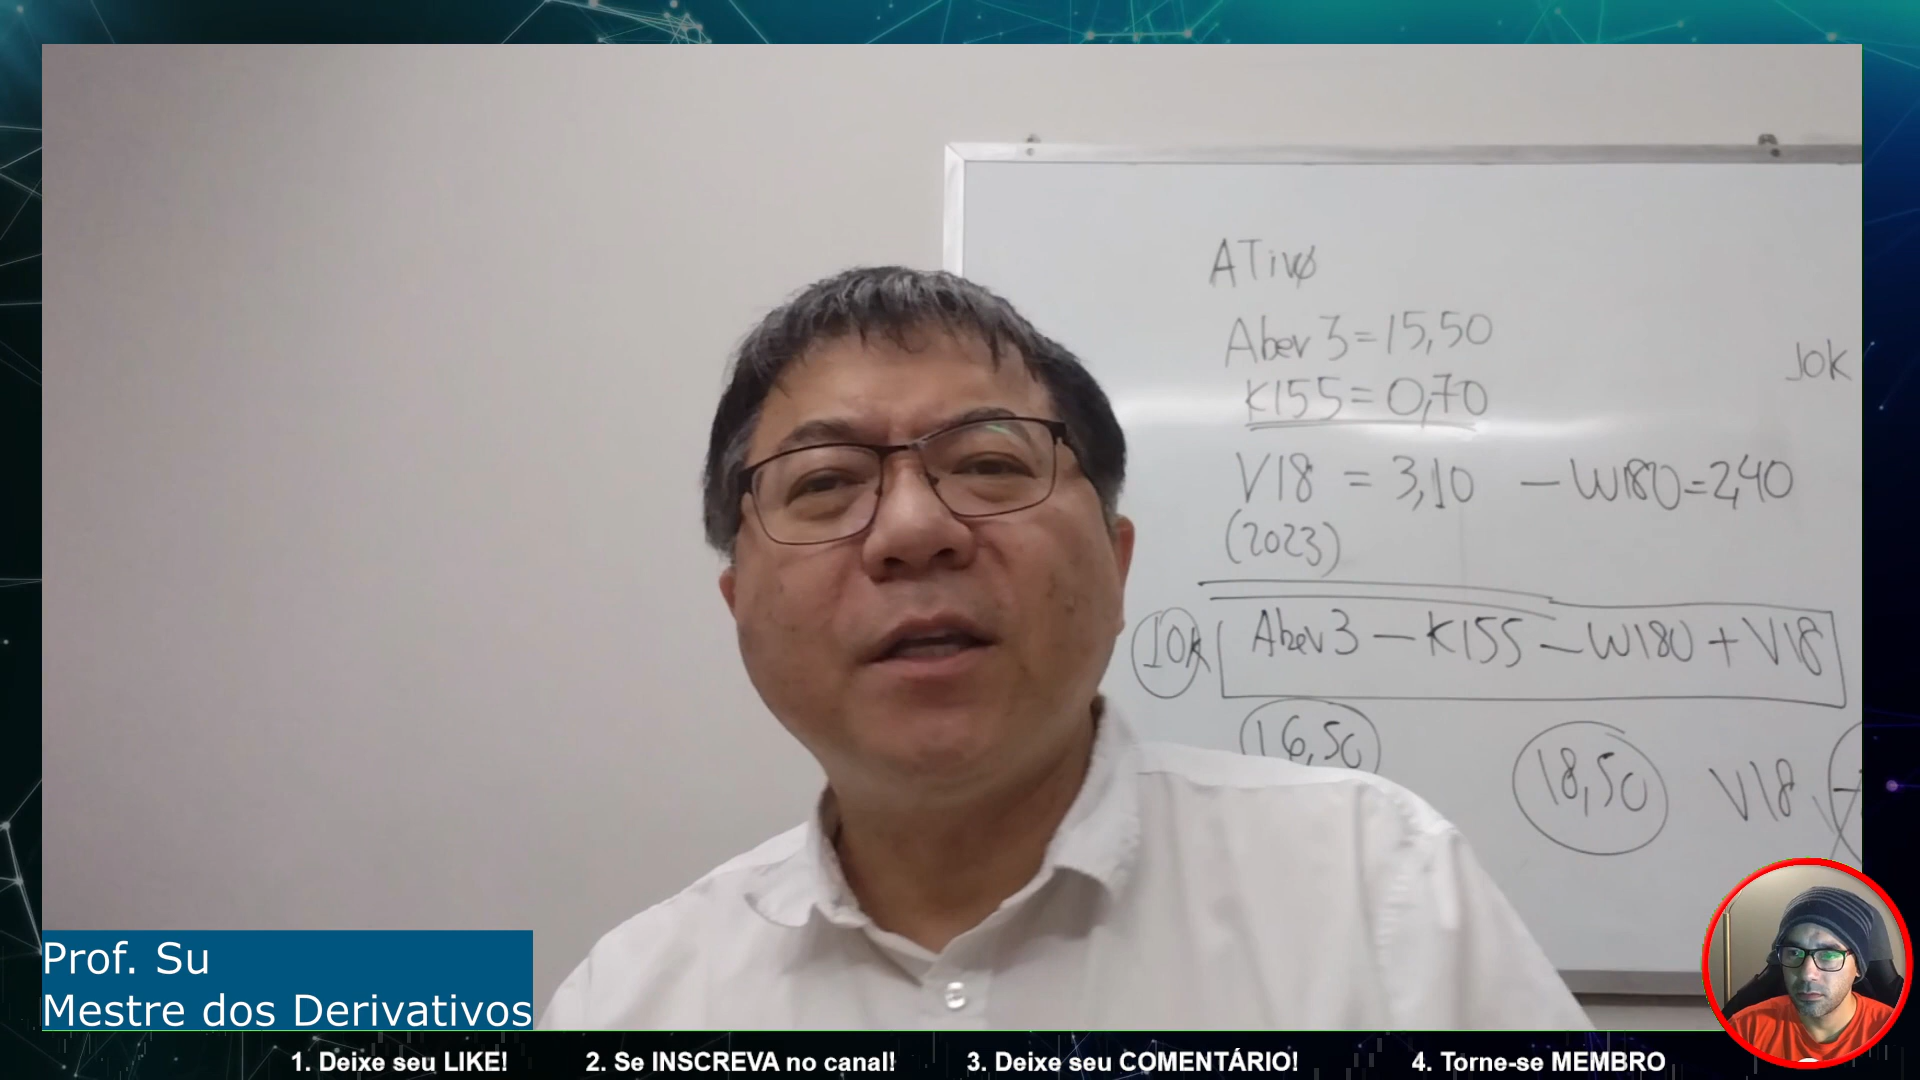 ATivo
Abev3=15,50
10K
K155=0,70
V18 = 3,10 - W180=2,40
(2023)
10K Abev3 - K155 - W180 + V18
16,50
18,50 V18
Prof. Su
Mestre dos Derivativos
1. Deixe seu LIKE! 2. Se INSCREVA no canal! 3. Deixe seu COMENTÁRIO! 4. Torne-se MEMBRO